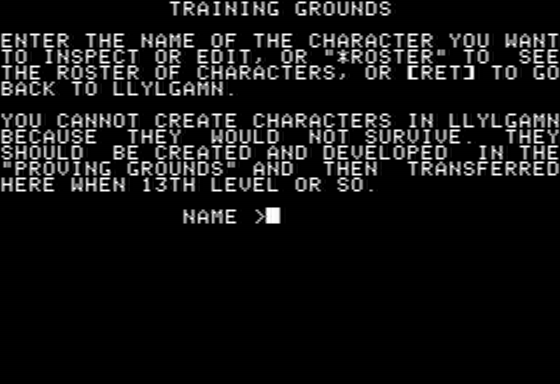 TRAINING GROUNDS
ENTER THE NAME OF THE CHARACTER YOU WANT
TO INSPECT OR EDIT, OR "*ROSTER" TO SEE
THE ROSTER OF CHARACTERS, OR [RET] TO GO
BACK TO LLYLGAMN.
YOU CANNOT CREATE CHARACTERS IN LLYLGAMN
BECAUSE THEY WOULD NOT SURVIVE. THEY
SHOULD BE CREATED AND DEVELOPED IN THE
"PROVING GROUNDS" AND THEN TRANSFERRED
HERE WHEN 13TH LEVEL OR SO.
NAME >